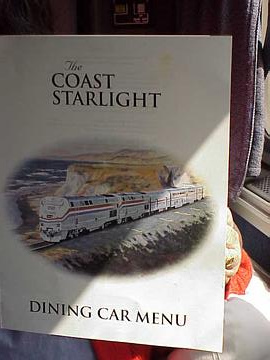 The
COAST
STARLIGHT
DINING CAR MENU